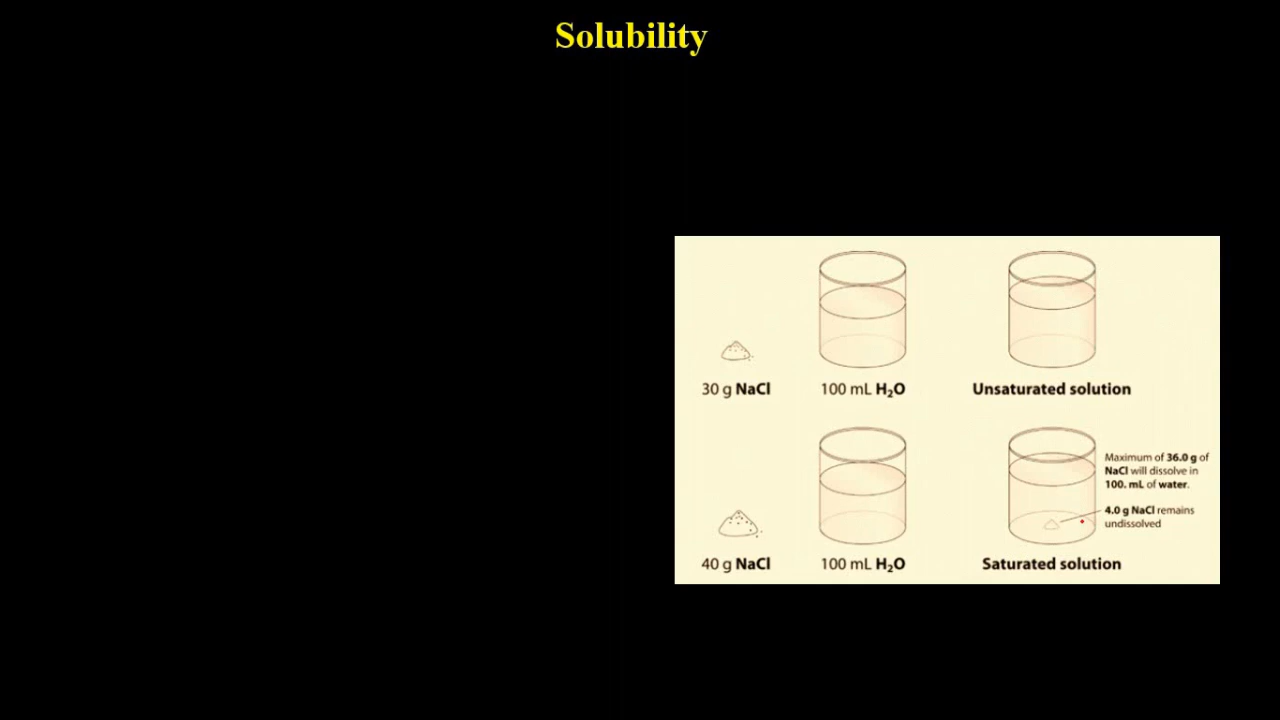 Solubility
30 g NaCl
100 mL H₂O
Unsaturated solution
Maximum of 36.0 g of
NaCl will dissolve in
100. mL of water.
4.0 g NaCl remains
undissolved
40 g NaCl
100 mL H₂O
Saturated solution